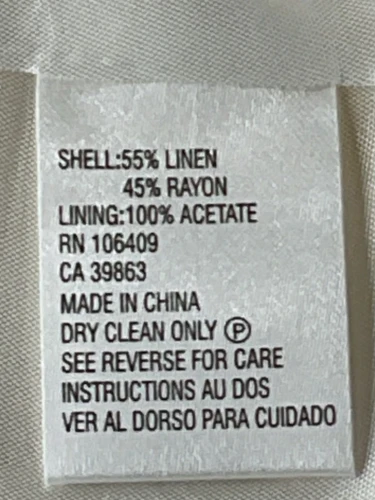 SHELL:55% LINEN
45% RAYON
LINING:100% ACETATE
RN 106409
CA 39863
MADE IN CHINA
DRY CLEAN ONLY Ⓟ
SEE REVERSE FOR CARE
INSTRUCTIONS AU DOS
VER AL DORSO PARA CUIDADO